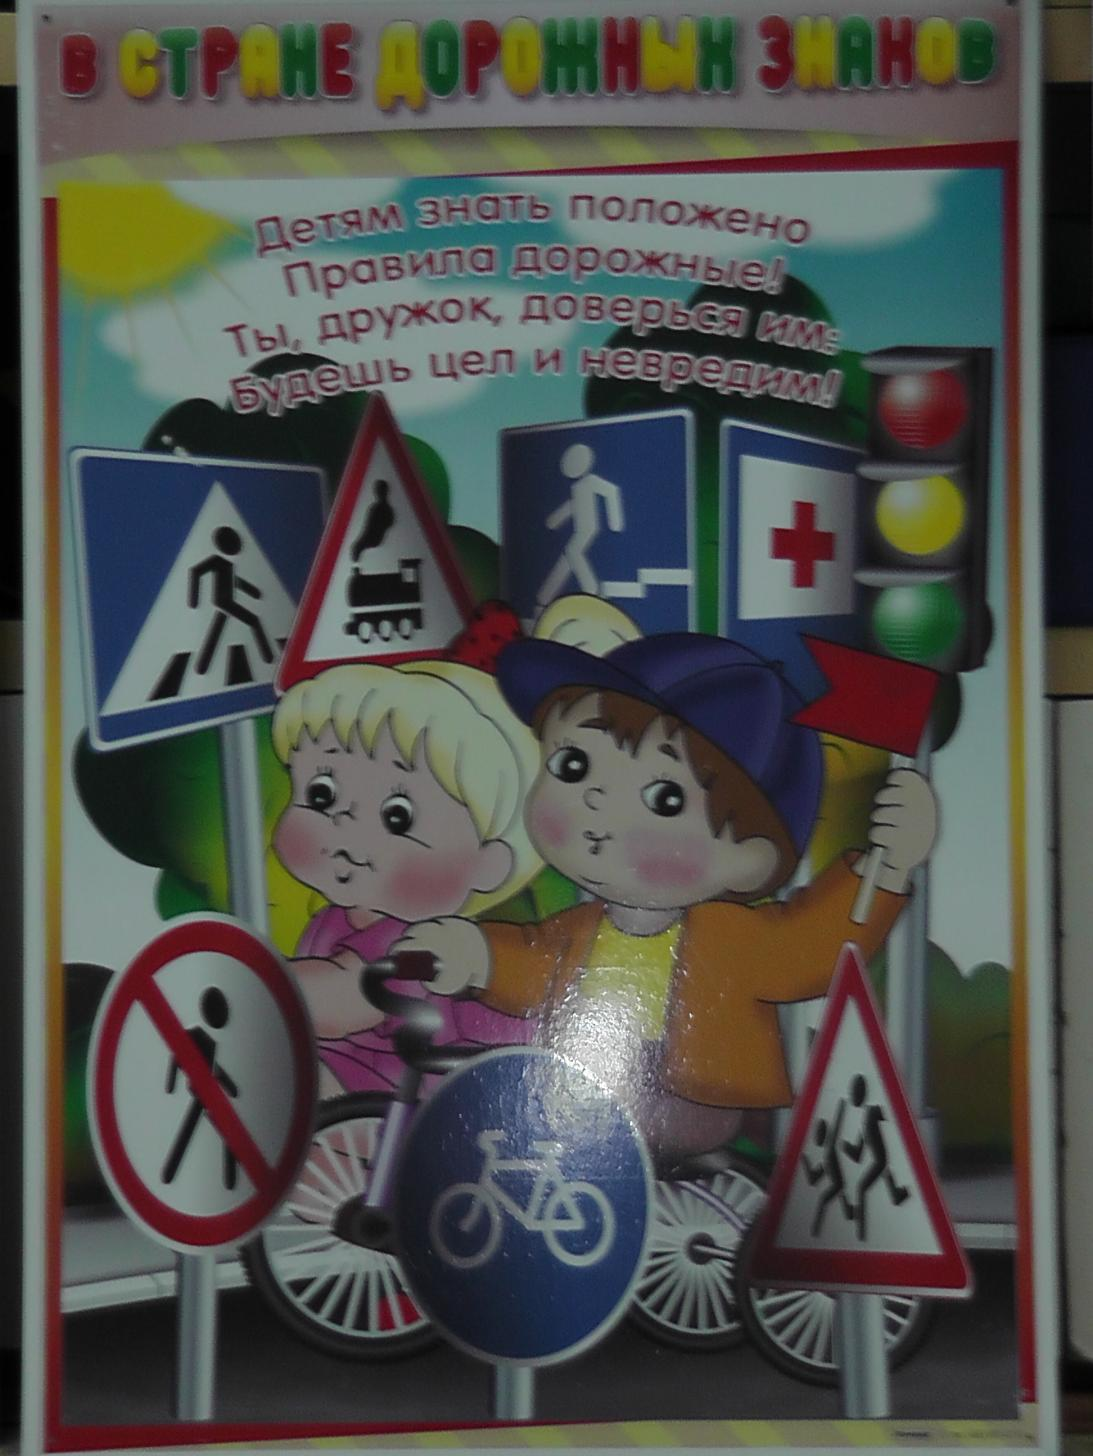 В СТРАНЕ ДОРОЖНЫХ ЗНАКОВ
Детям знать положено
Правила дорожные!
Ты, дружок, доверься им:
Будешь цел и невредим!